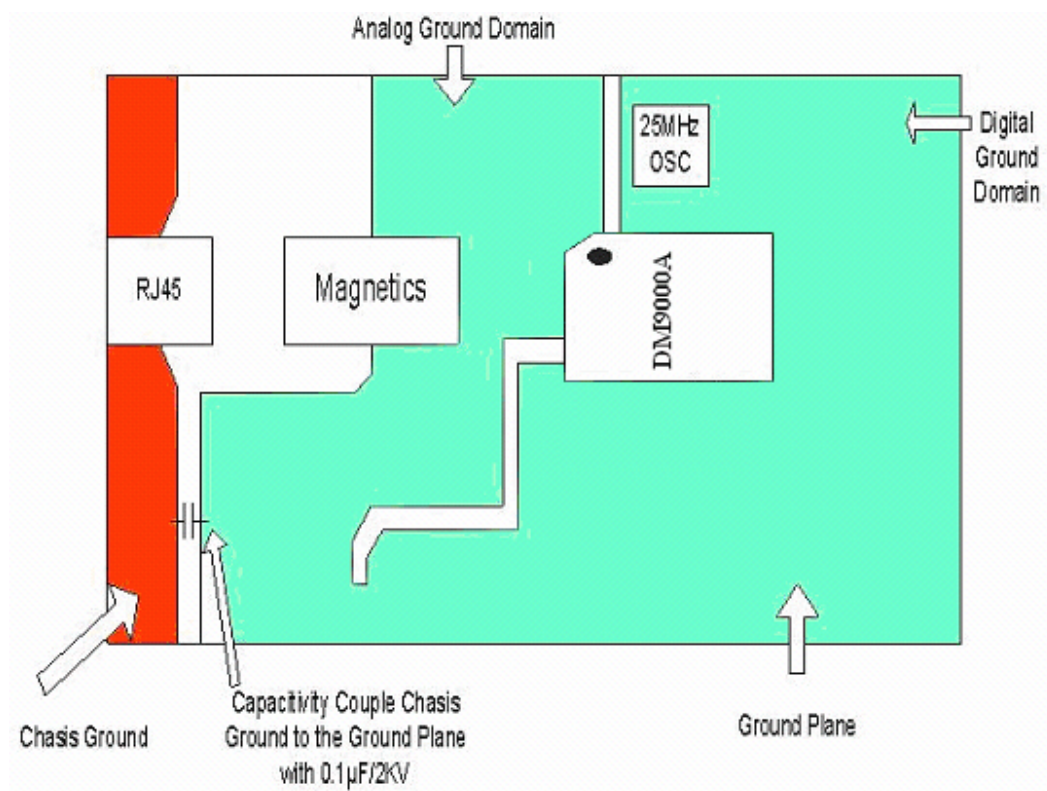 Analog Ground Domain
25MHz
OSC
Digital
Ground
Domain
RJ45
Magnetics
DM9000A
Chasis Ground
Capacitivity Couple Chasis
Ground to the Ground Plane
with 0.1µF/2KV
Ground Plane